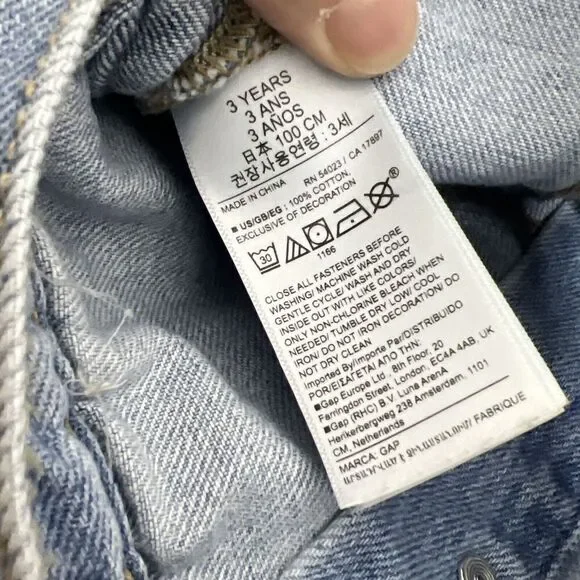 3 YEARS
3 ANS
3 AÑOS
日本 100 CM
권장사용연령 : 3세
MADE IN CHINA RN 54023 / CA 17897
■ US/GB/EG : 100% COTTON.
EXCLUSIVE OF DECORATION
30
1166
CLOSE ALL FASTENERS BEFORE
WASHING/ MACHINE WASH COLD
GENTLE CYCLE/ WASH AND DRY
INSIDE OUT WITH LIKE COLORS/
ONLY NON-CHLORINE BLEACH WHEN
NEEDED/ TUMBLE DRY LOW/ COOL
IRON/ DO NOT IRON DECORATION/ DO
NOT DRY CLEAN
Imported by/Importe Par/DISTRIBUIDO
POR/ΕΙΣΑΓΕΤΑΙ ΑΠΟ ΤΗΝ:
■Gap Europe Ltd., 8th Floor, 20
Farringdon Street, London, EC4A 4AB, UK
■Gap (RHC) B.V. Luna ArenA
Herikerbergweg 238 Amsterdam, 1101
CM, Netherlands
MARCA: GAP
FABRIQUE